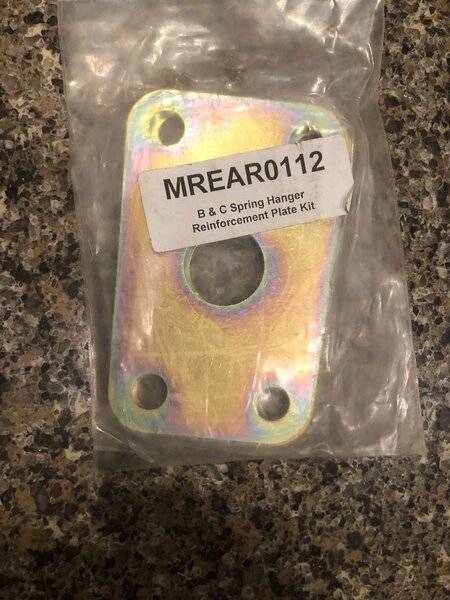 MREAR0112
B & C Spring Hanger
Reinforcement Plate Kit